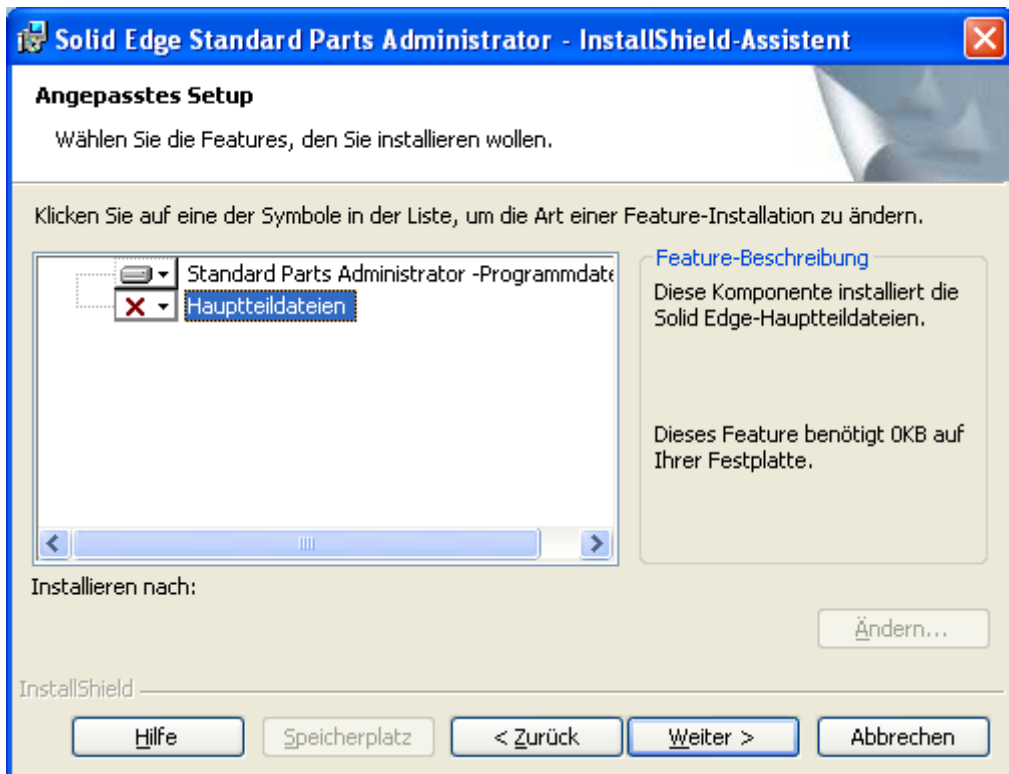 Solid Edge Standard Parts Administrator - InstallShield-Assistent
Angepasstes Setup
Wählen Sie die Features, den Sie installieren wollen.
Klicken Sie auf eine der Symbole in der Liste, um die Art einer Feature-Installation zu ändern.
Standard Parts Administrator -Programmdate
Hauptteildateien
Feature-Beschreibung
Diese Komponente installiert die
Solid Edge-Hauptteildateien.
Dieses Feature benötigt 0KB auf
Ihrer Festplatte.
Installieren nach:
Ändern...
InstallShield
Hilfe
Speicherplatz
< Zurück
Weiter >
Abbrechen